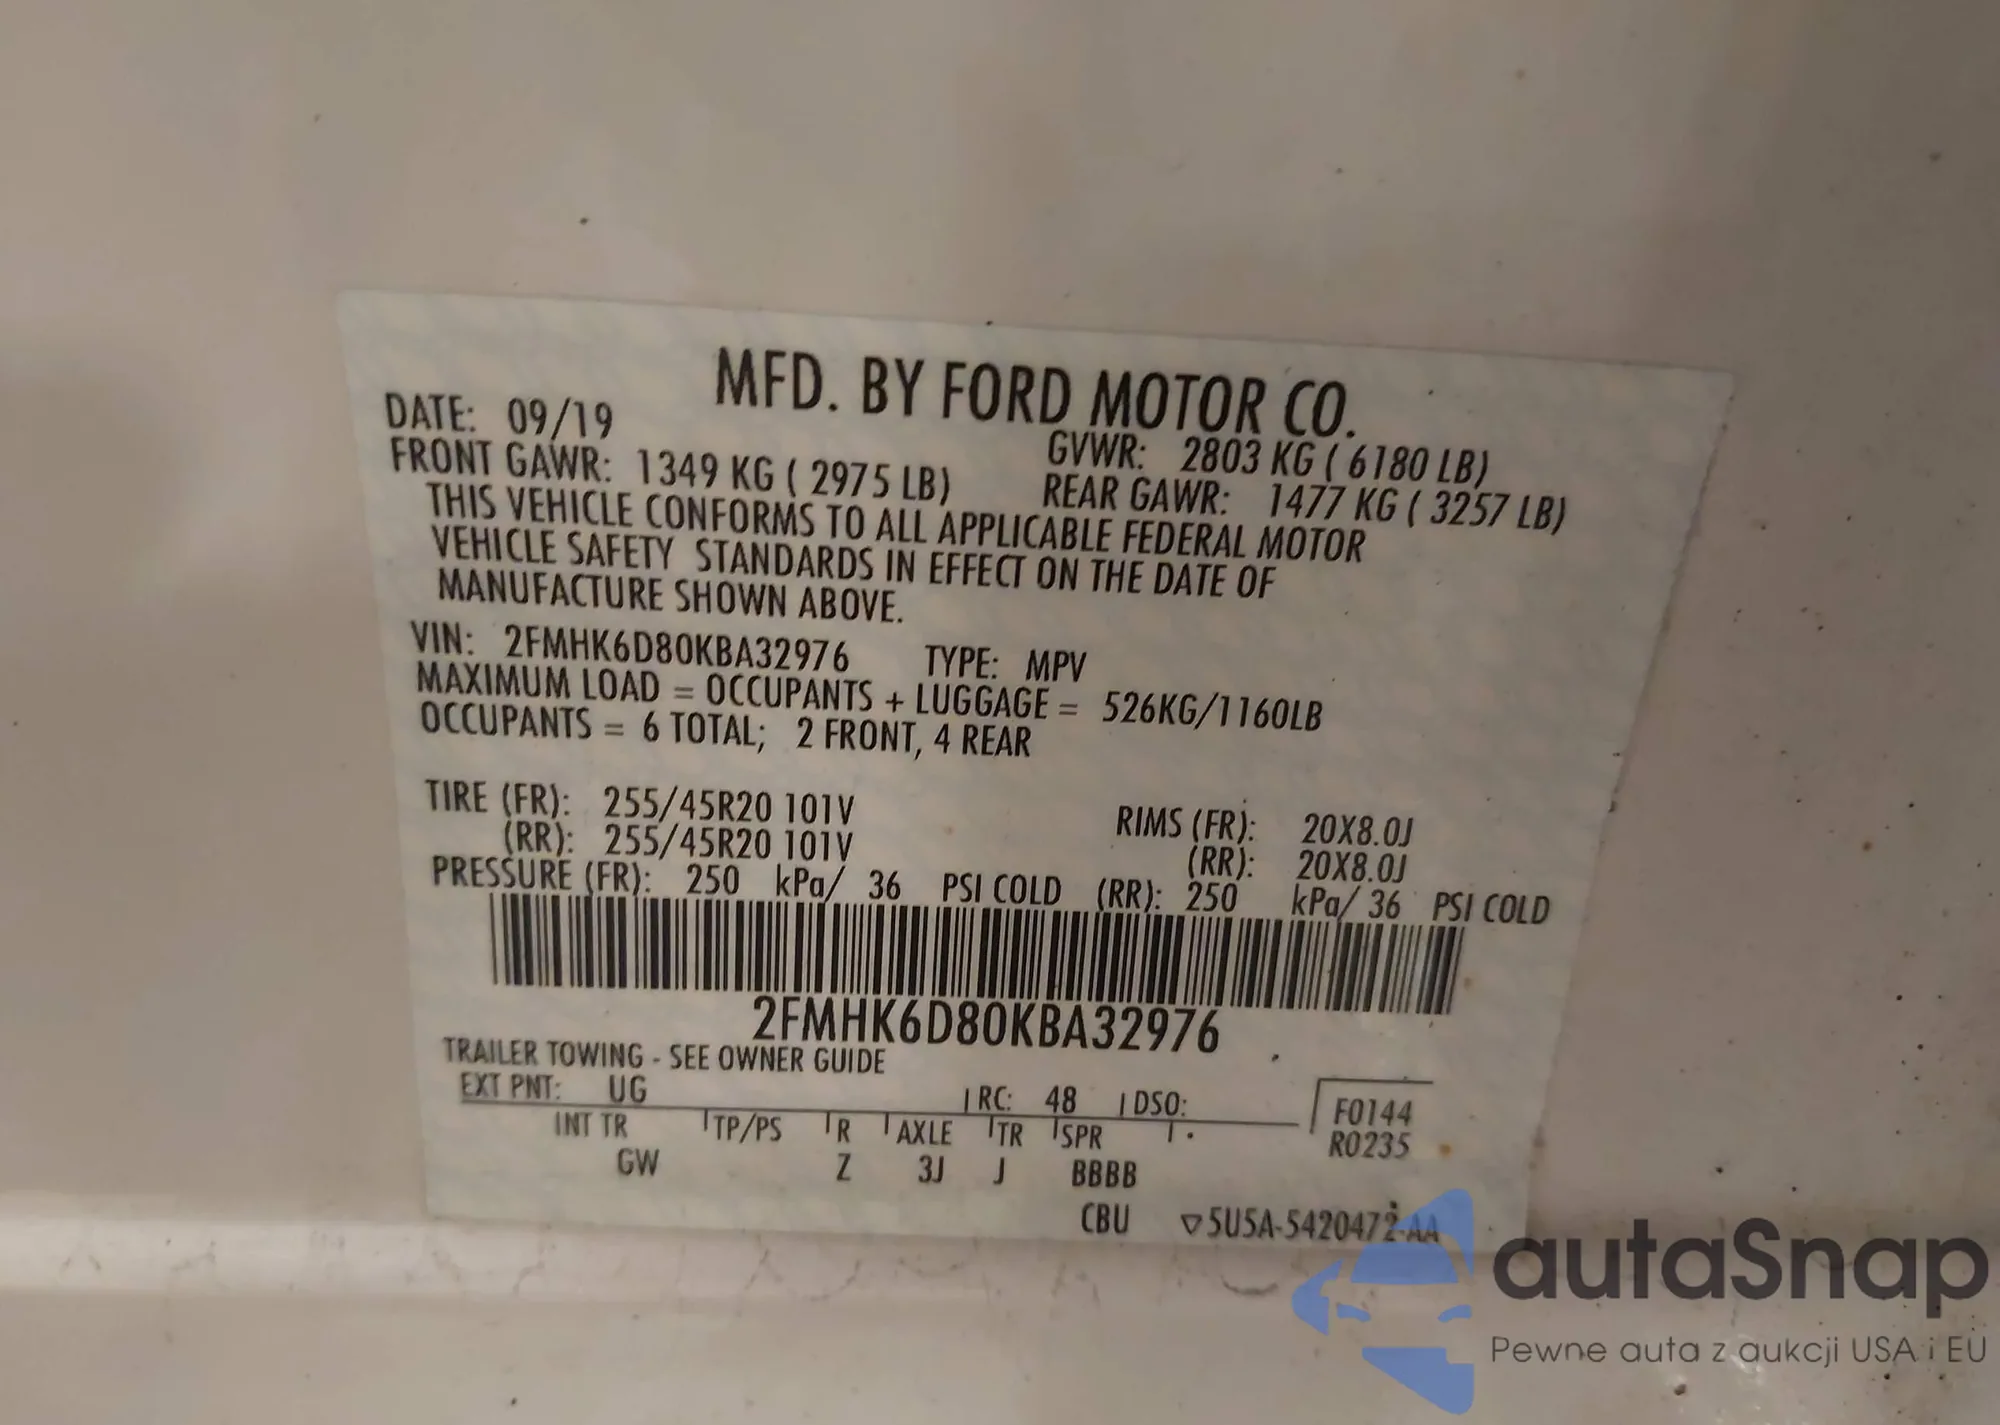 MFD. BY FORD MOTOR CO.
DATE: 09/19
GVWR: 2803 KG ( 6180 LB)
FRONT GAWR: 1349 KG ( 2975 LB)
REAR GAWR: 1477 KG ( 3257 LB)
THIS VEHICLE CONFORMS TO ALL APPLICABLE FEDERAL MOTOR
VEHICLE SAFETY STANDARDS IN EFFECT ON THE DATE OF
MANUFACTURE SHOWN ABOVE.
VIN: 2FMHK6D80KBA32976 TYPE: MPV
MAXIMUM LOAD = OCCUPANTS + LUGGAGE = 526KG/1160LB
OCCUPANTS = 6 TOTAL; 2 FRONT, 4 REAR
TIRE (FR): 255/45R20 101V RIMS (FR): 20X8.0J
(RR): 255/45R20 101V (RR): 20X8.0J
PRESSURE (FR): 250 kPa/ 36 PSI COLD (RR): 250 kPa/ 36 PSI COLD
2FMHK6D80KBA32976
TRAILER TOWING - SEE OWNER GUIDE
EXT PNT: UG RC: 48 DSO:
F0144
R0235
INT TR TP/PS R AXLE TR SPR
GW Z 3J J BBBB
CBU ▽5U5A-5420472-AA
autaSnap
Pewne auta z aukcji USA i EU